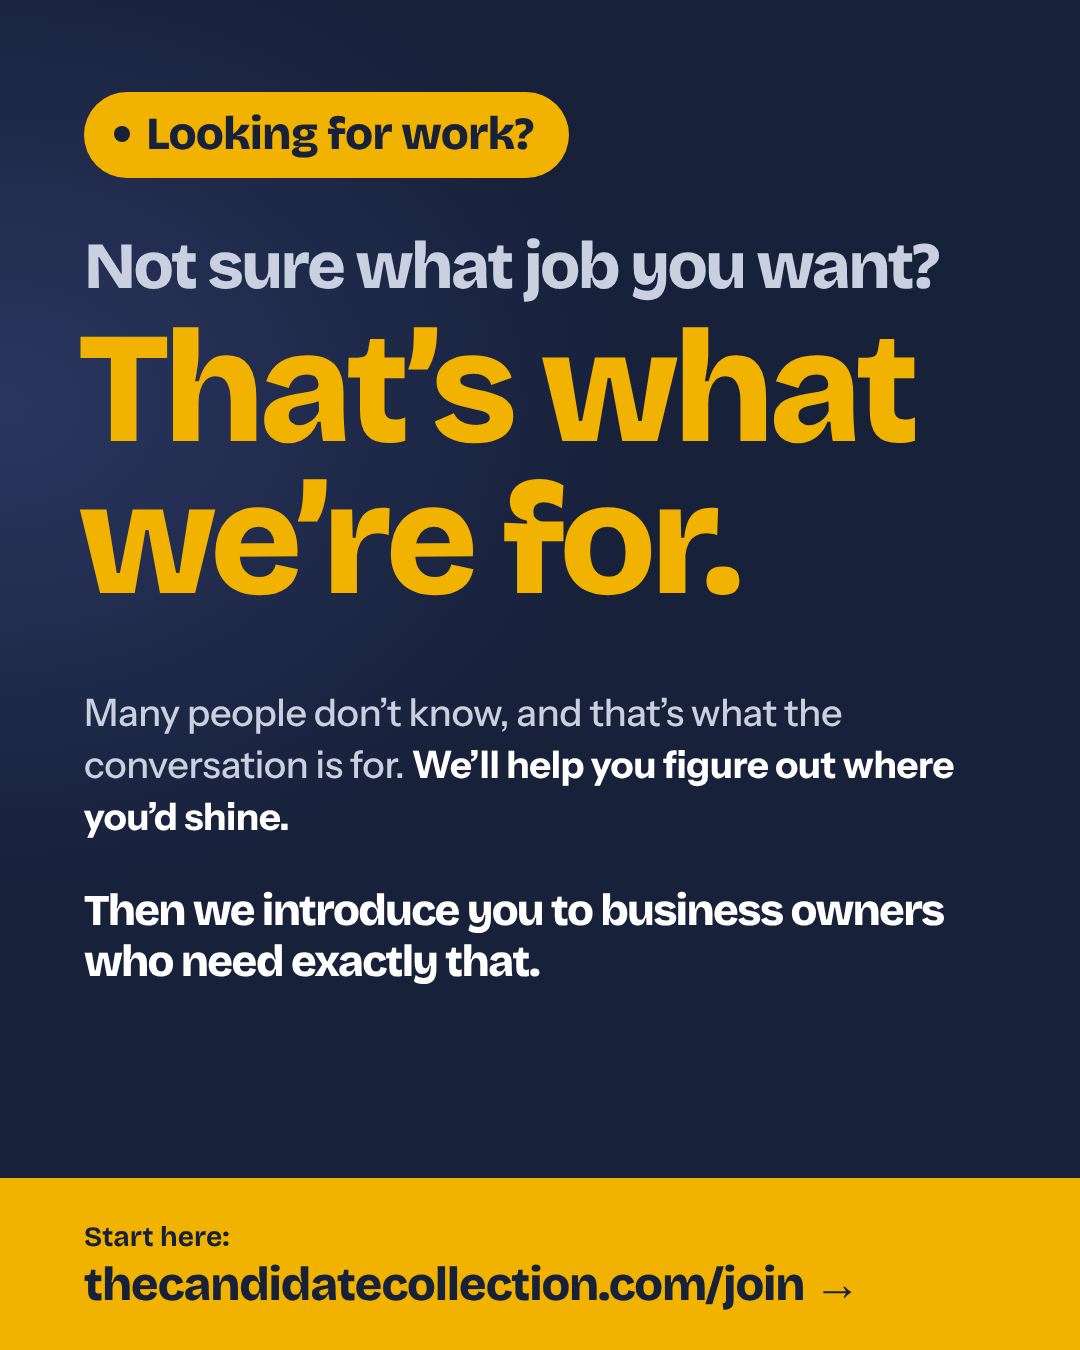 • Looking for work?
Not sure what job you want?
That’s what
we’re for.
Many people don’t know, and that’s what the
conversation is for. We’ll help you figure out where
you’d shine.
Then we introduce you to business owners
who need exactly that.
Start here:
thecandidatecollection.com/join →